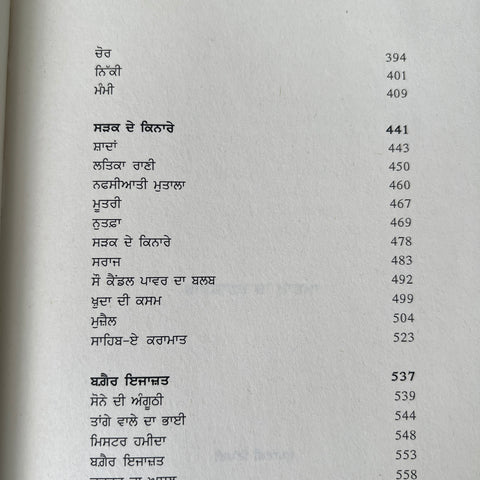 ਚੋਰ 394
ਨਿੱਕੀ 401
ਮੰਮੀ 409
ਸੜਕ ਦੇ ਕਿਨਾਰੇ 441
ਸ਼ਾਦਾਂ 443
ਲਤਿਕਾ ਰਾਣੀ 450
ਨਫਸੀਆਤੀ ਮੁਤਾਲਾ 460
ਮੂਤਰੀ 467
ਨੁਤਫ਼ਾ 469
ਸੜਕ ਦੇ ਕਿਨਾਰੇ 478
ਸਰਾਜ 483
ਸੌ ਕੈਂਡਲ ਪਾਵਰ ਦਾ ਬਲਬ 492
ਖ਼ੁਦਾ ਦੀ ਕਸਮ 499
ਮੁਜ਼ੈਲ 504
ਸਾਹਿਬ-ਏ ਕਰਾਮਾਤ 523
ਬਗ਼ੈਰ ਇਜਾਜ਼ਤ 537
ਸੋਨੇ ਦੀ ਅੰਗੂਠੀ 539
ਤਾਂਗੇ ਵਾਲੇ ਦਾ ਭਾਈ 544
ਮਿਸਟਰ ਹਮੀਦਾ 548
ਬਗ਼ੈਰ ਇਜਾਜ਼ਤ 553
558